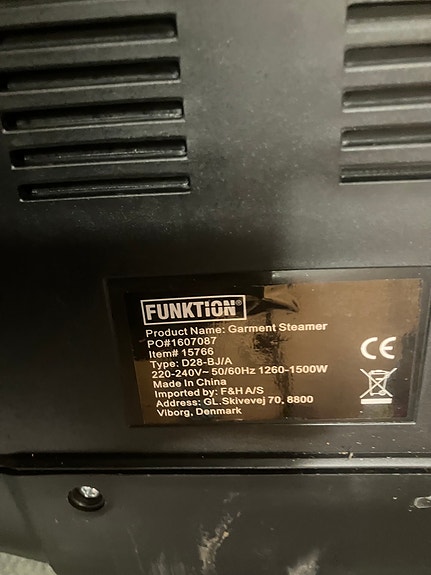 FUNKTION®
Product Name: Garment Steamer
PO#1607087
Item# 15766
Type: D28-BJ/A
220-240V~ 50/60Hz 1260-1500W
Made In China
Imported by: F&H A/S
Address: GL.Skivevej 70, 8800
Viborg, Denmark
CE